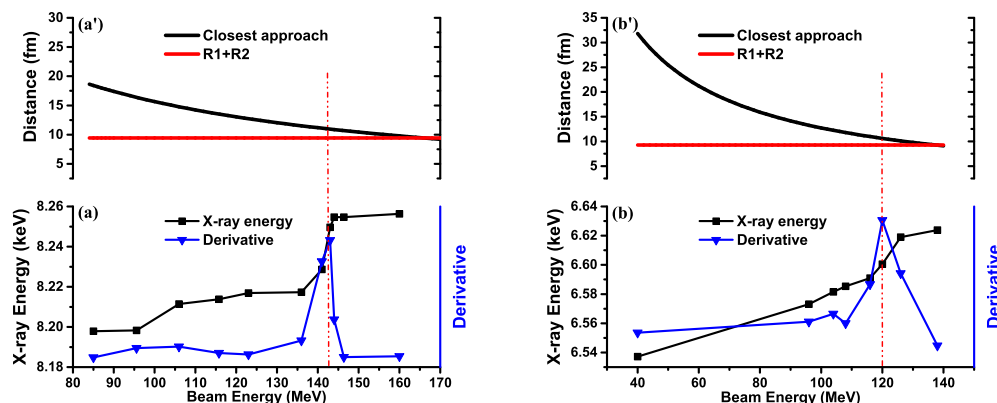 (a')
Closest approach
R1+R2
Distance (fm)
30
25
20
15
10
5
(b')
Closest approach
R1+R2
Distance (fm)
35
30
25
20
15
10
5
(a)
X-ray energy
Derivative
X-ray Energy (keV)
8.26
8.24
8.22
8.20
8.18
80 90 100 110 120 130 140 150 160 170
Beam Energy (MeV)
Derivative
(b)
X-ray energy
Derivative
X-ray Energy (keV)
6.64
6.62
6.60
6.58
6.56
6.54
40 60 80 100 120 140
Beam Energy (MeV)
Derivative